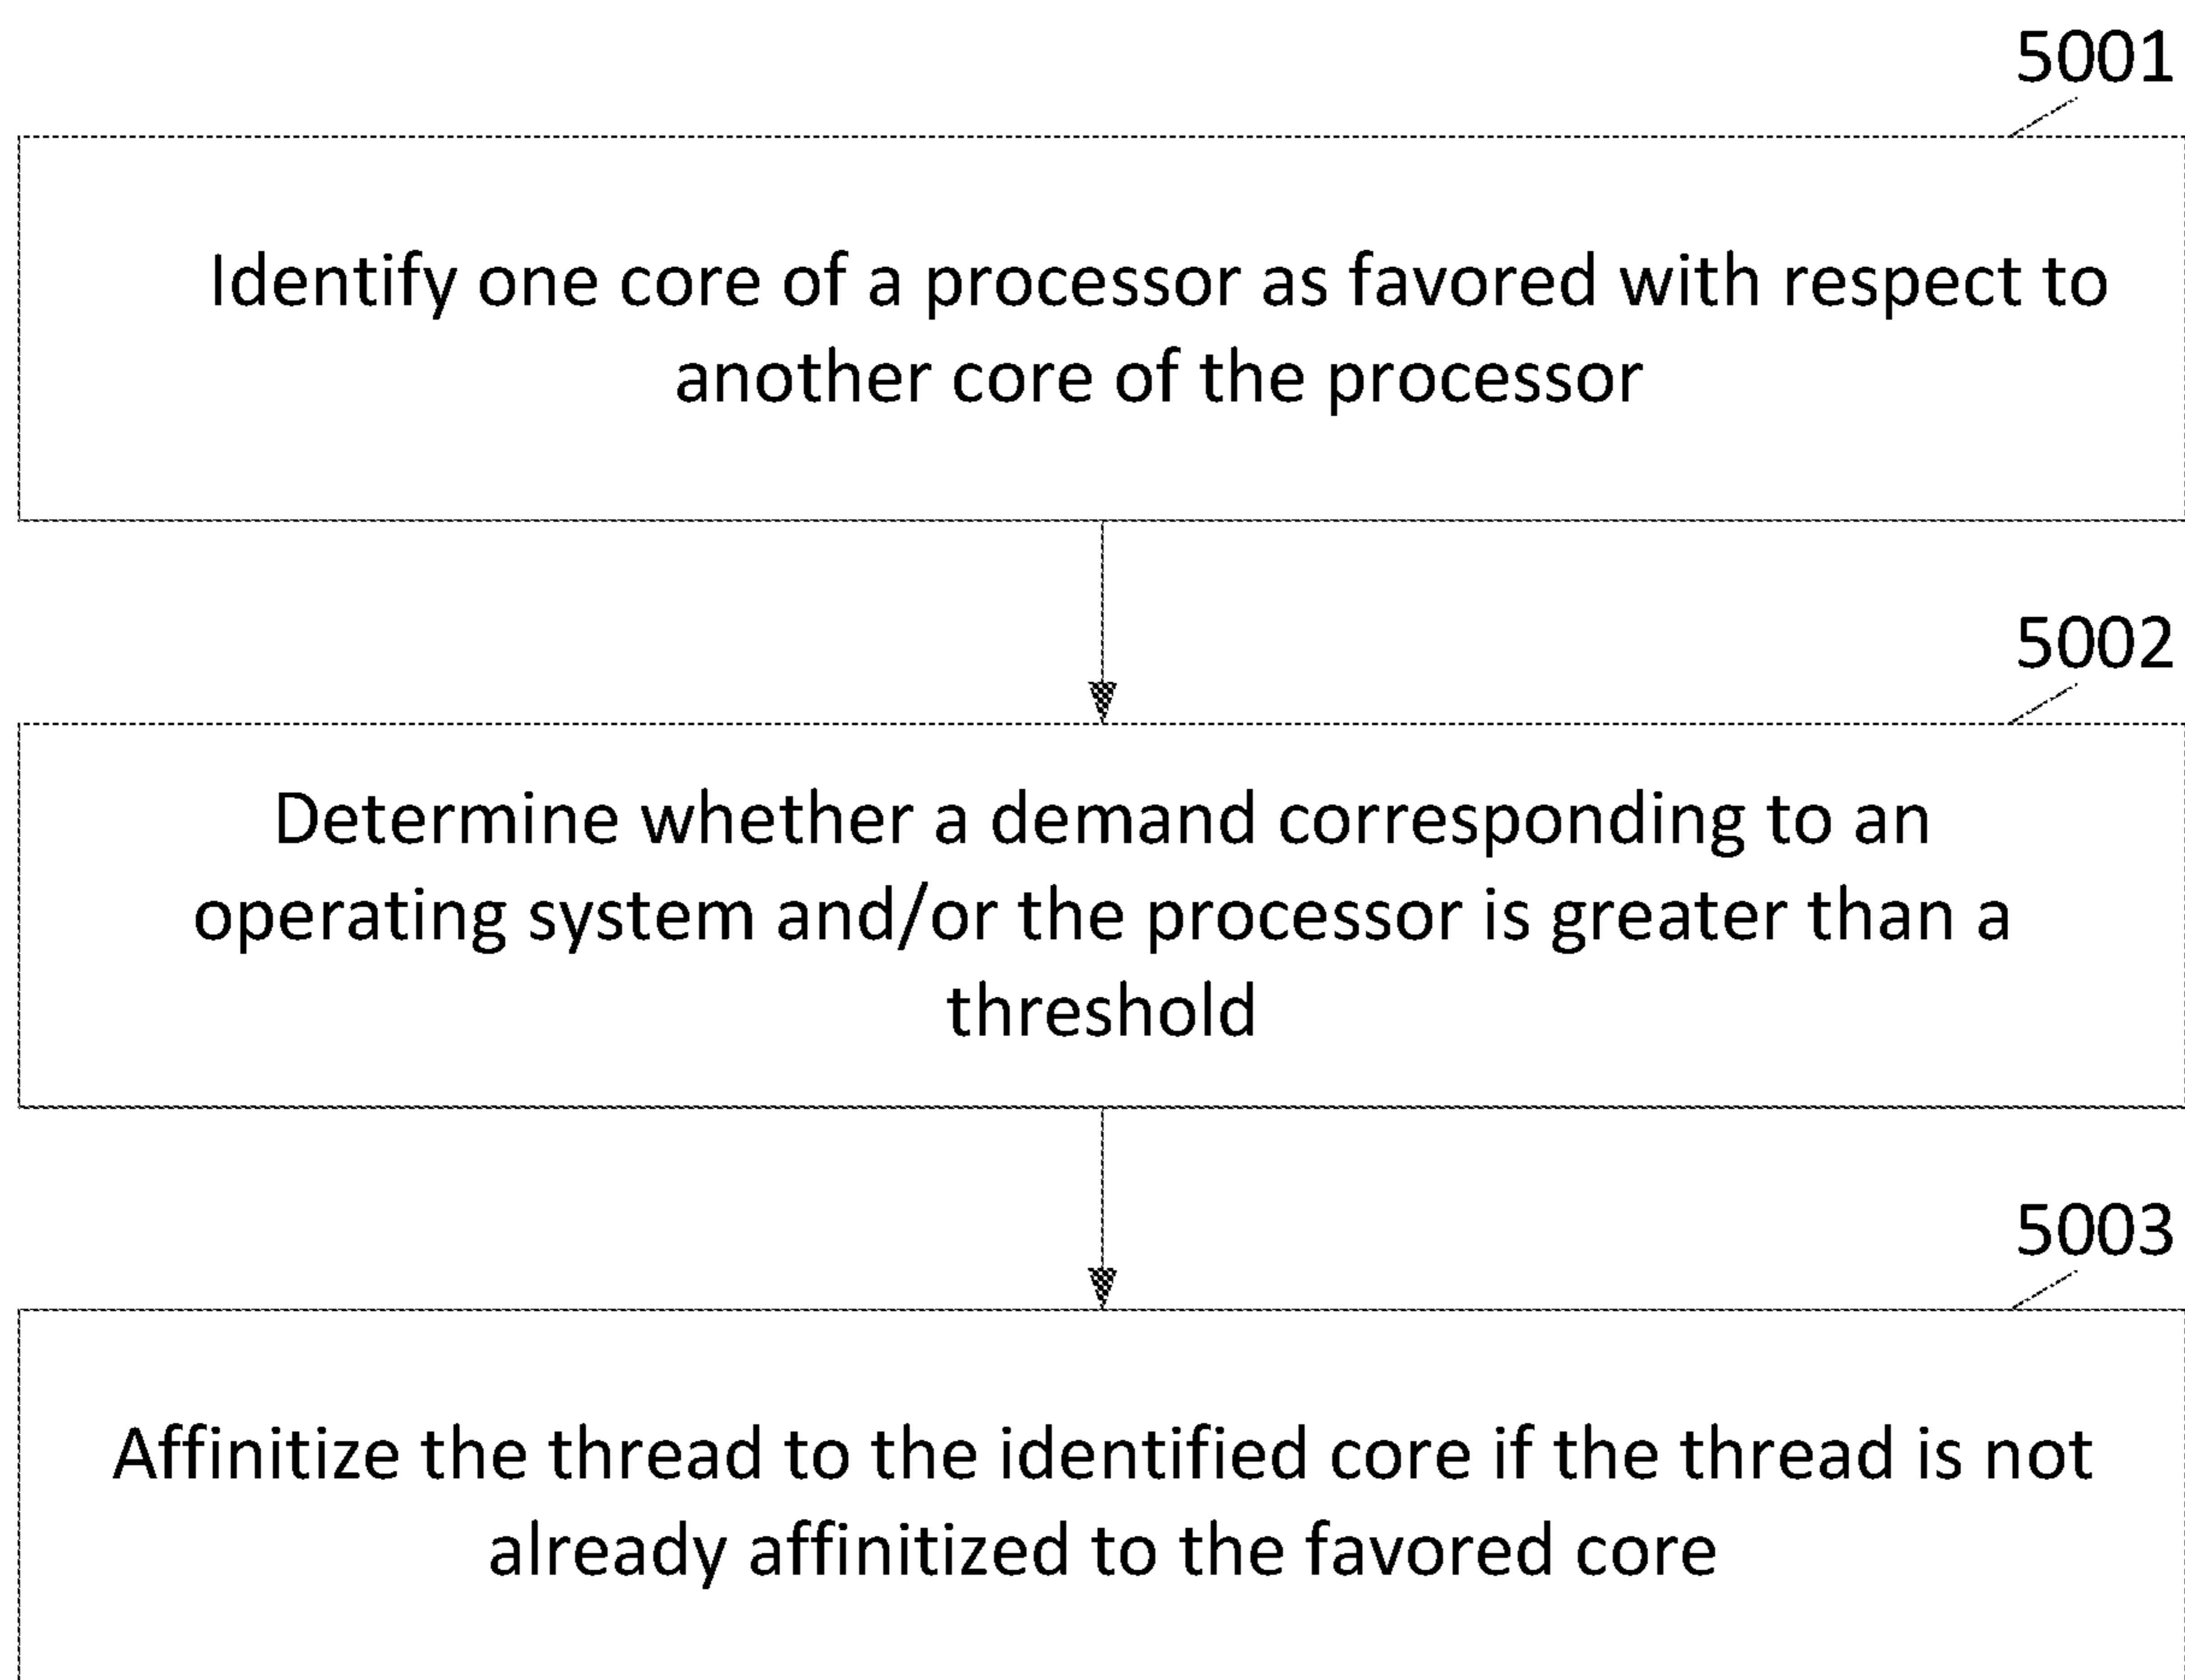 5001
Identify one core of a processor as favored with respect to
another core of the processor
5002
Determine whether a demand corresponding to an
operating system and/or the processor is greater than a
threshold
5003
Affinitize the thread to the identified core if the thread is not
already affinitized to the favored core